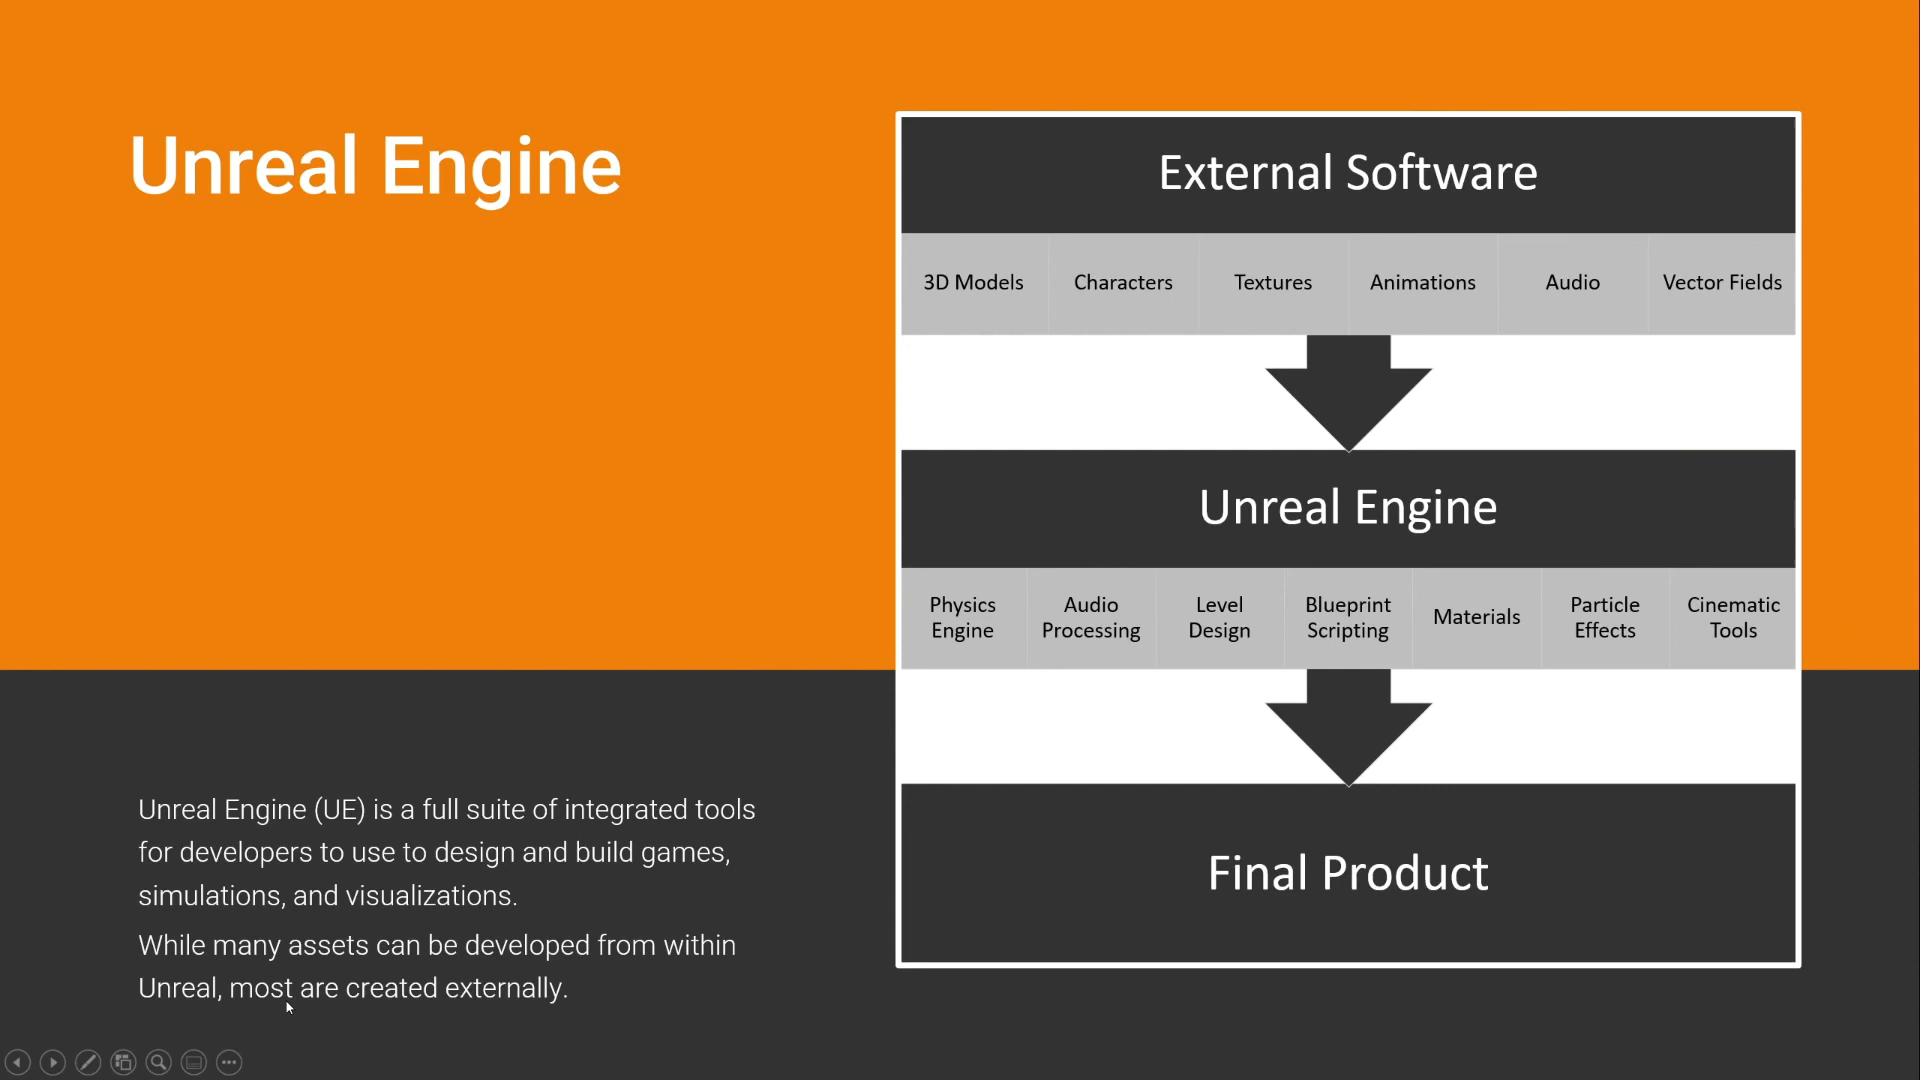 Unreal Engine
Unreal Engine (UE) is a full suite of integrated tools
for developers to use to design and build games,
simulations, and visualizations.
While many assets can be developed from within
Unreal, most are created externally.
External Software
3D Models
Characters
Textures
Animations
Audio
Vector Fields
Unreal Engine
Physics
Engine
Audio
Processing
Level
Design
Blueprint
Scripting
Materials
Particle
Effects
Cinematic
Tools
Final Product